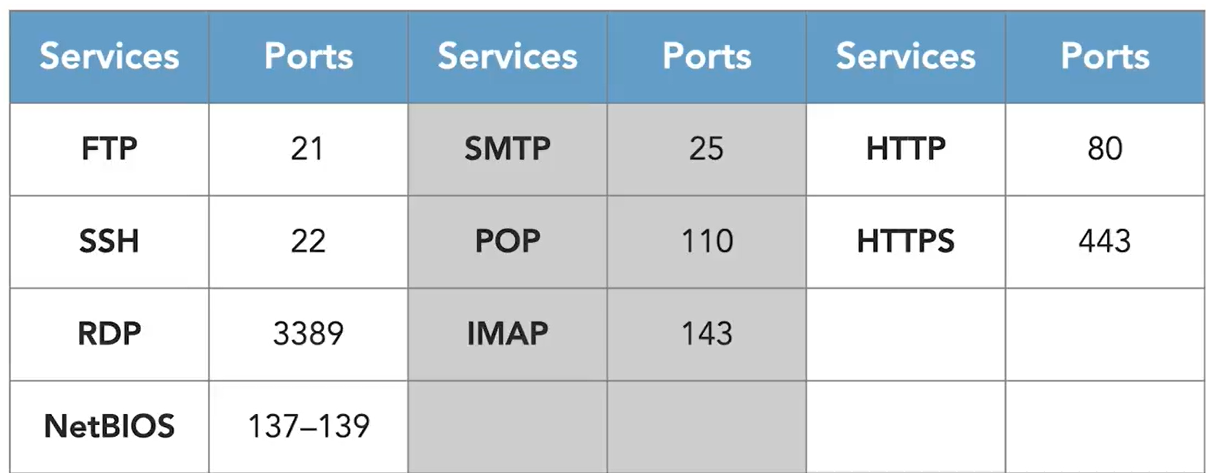 Services Ports Services Ports Services Ports
FTP 21 SMTP 25 HTTP 80
SSH 22 POP 110 HTTPS 443
RDP 3389 IMAP 143
NetBIOS 137–139